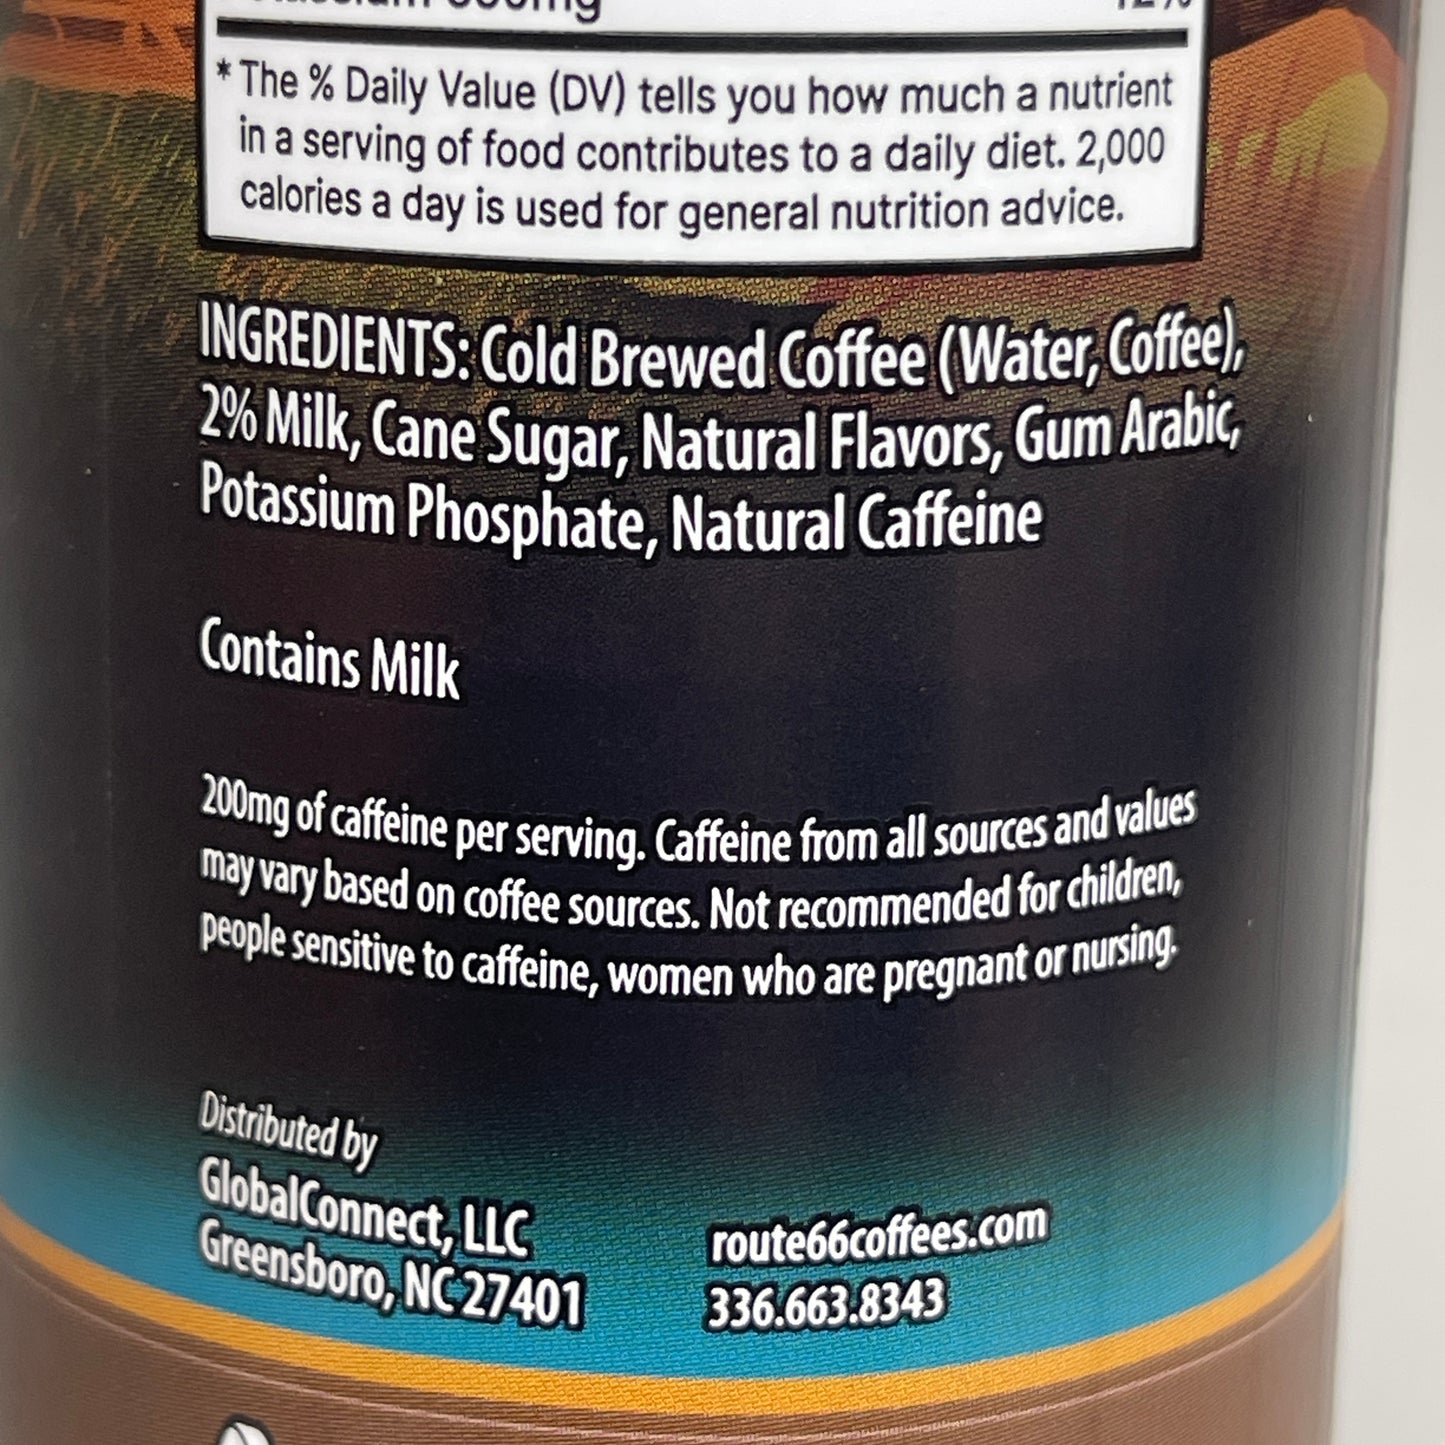 12%
* The % Daily Value (DV) tells you how much a nutrient
in a serving of food contributes to a daily diet. 2,000
calories a day is used for general nutrition advice.
INGREDIENTS: Cold Brewed Coffee (Water, Coffee),
2% Milk, Cane Sugar, Natural Flavors, Gum Arabic,
Potassium Phosphate, Natural Caffeine
Contains Milk
200mg of caffeine per serving. Caffeine from all sources and values
may vary based on coffee sources. Not recommended for children,
people sensitive to caffeine, women who are pregnant or nursing.
Distributed by
GlobalConnect, LLC
Greensboro, NC 27401
route66coffees.com
336.663.8343